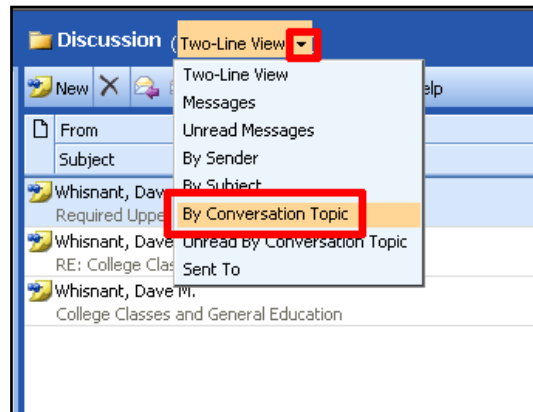 Discussion (Two-Line View
New
elp
From
Subject
Two-Line View
Messages
Unread Messages
By Sender
By Subject
By Conversation Topic
Unread By Conversation Topic
Sent To
Whisnant, Dav
Required Uppe
Whisnant, Dave
RE: College Clas
Whisnant, Dave M.
College Classes and General Education